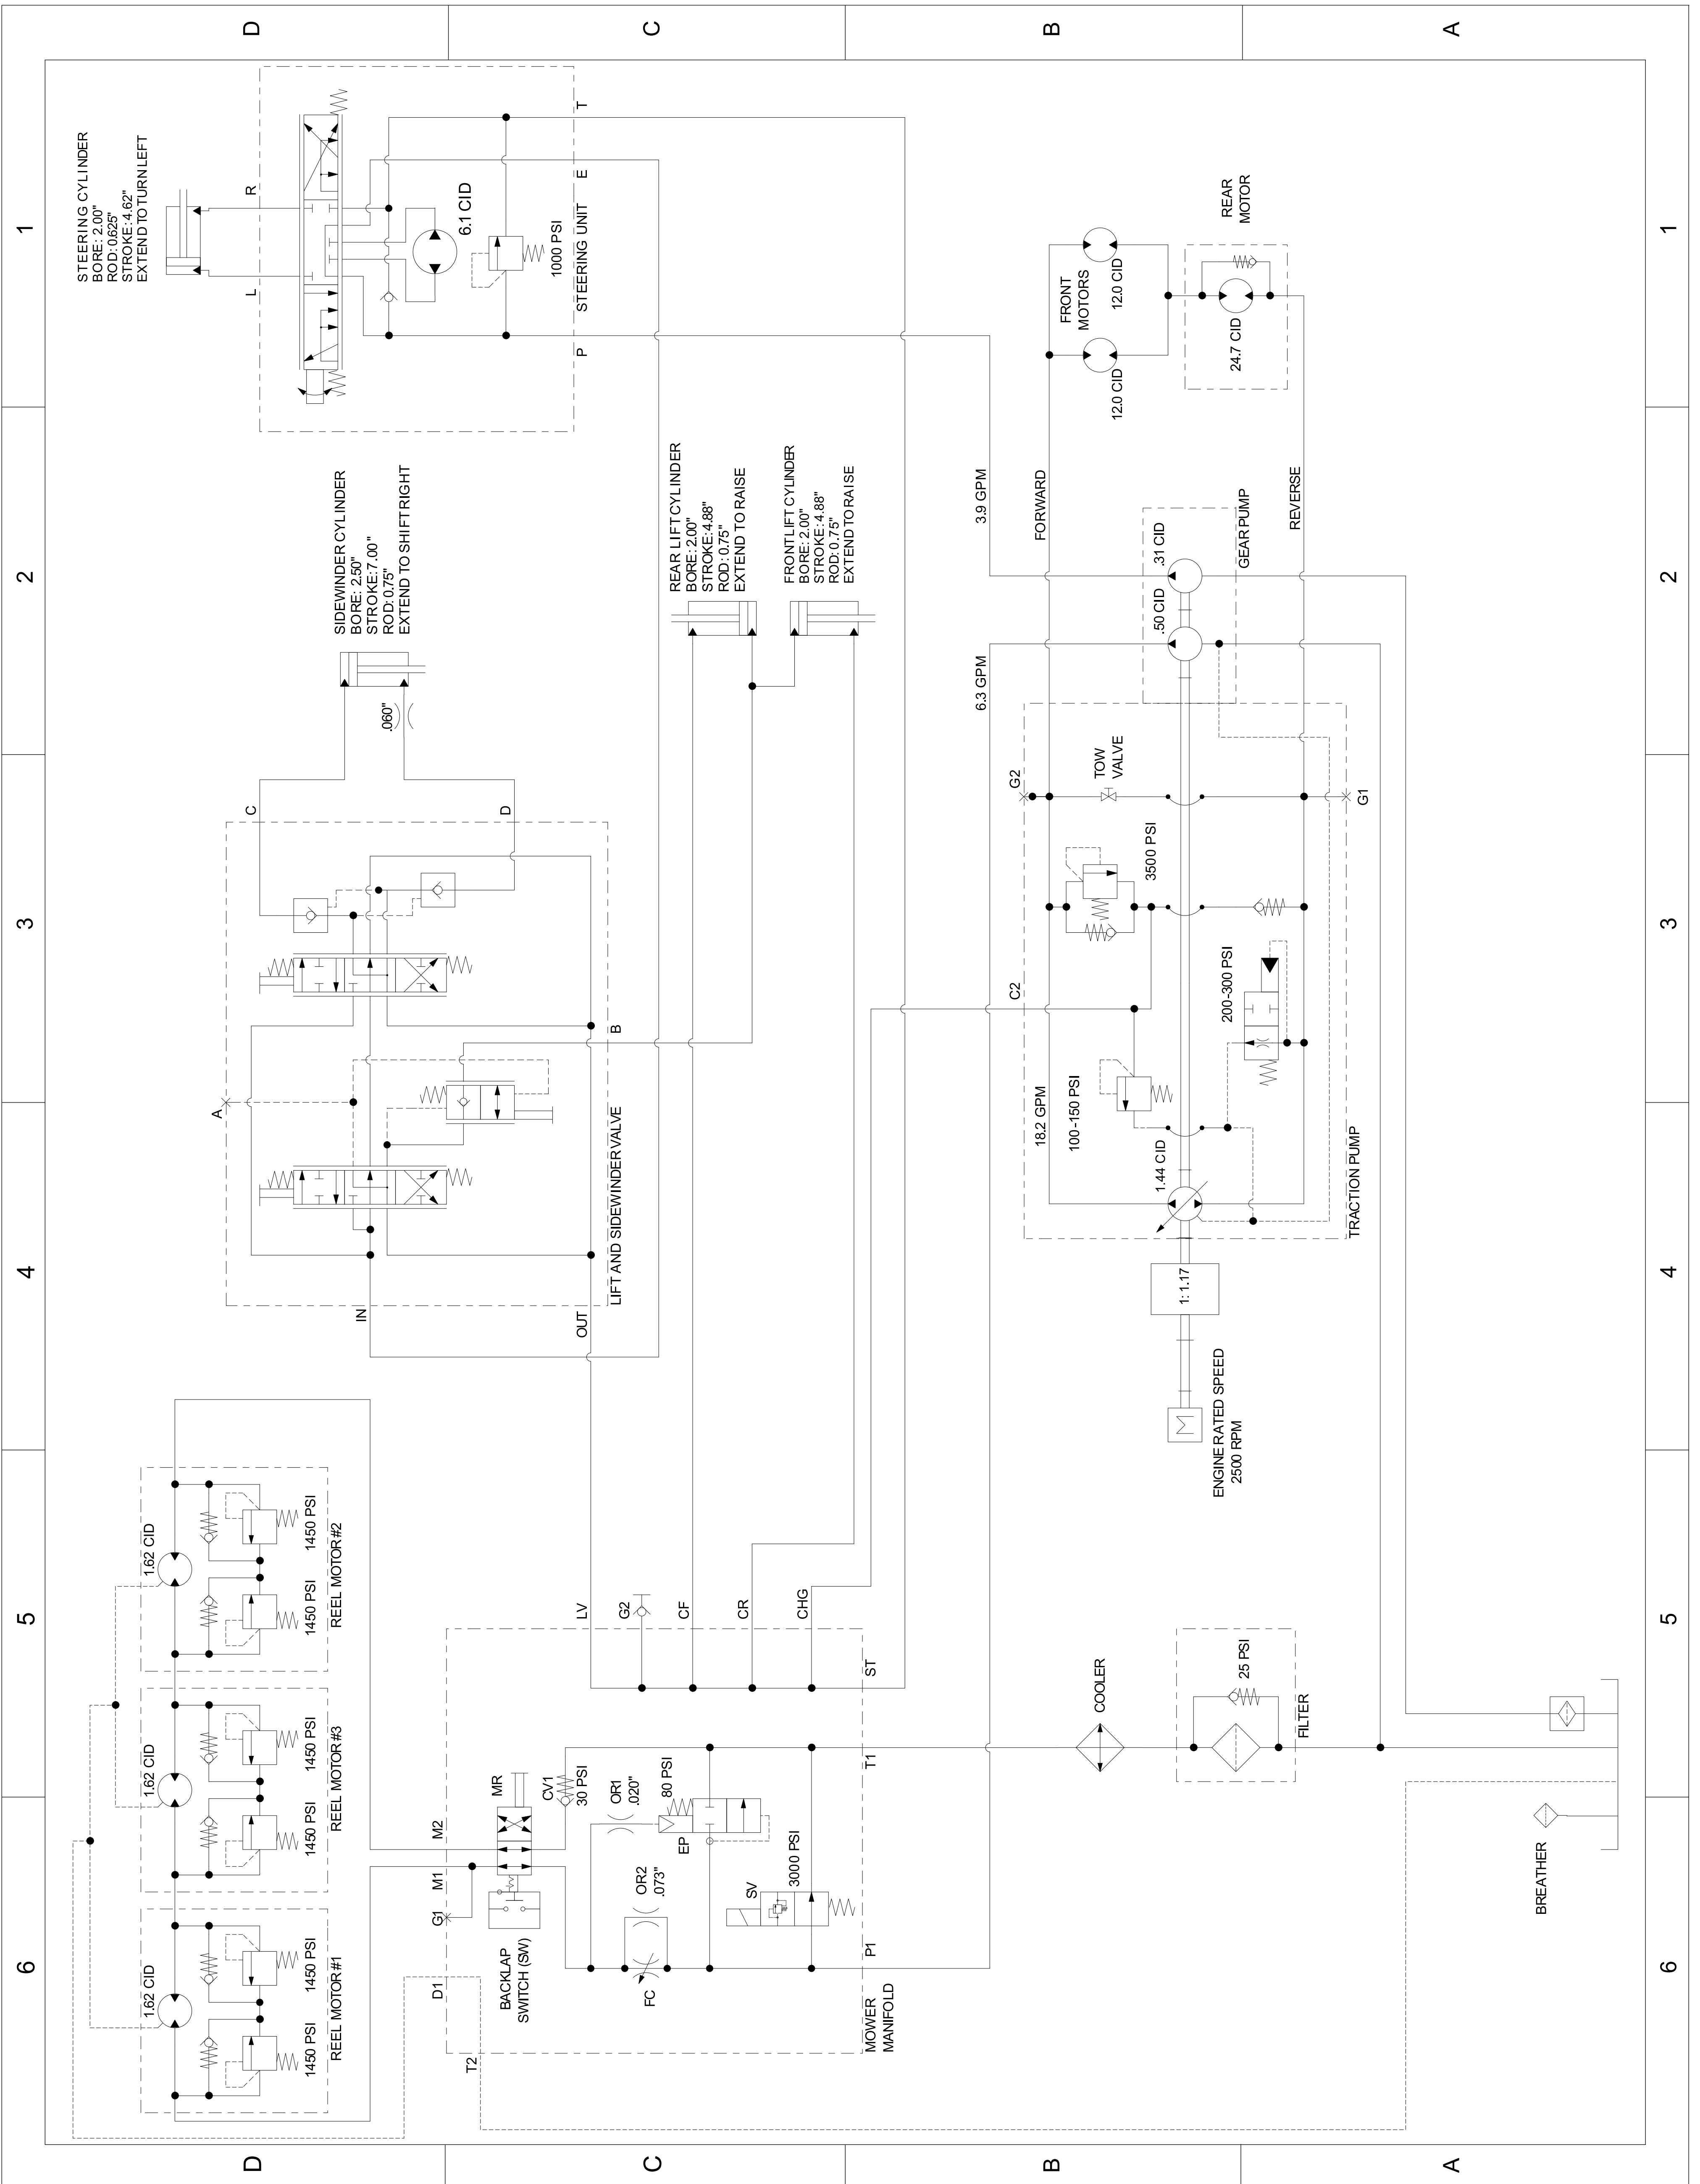 D
C
B
A
1
2
3
4
5
6
STEERING CYLINDER
BORE: 2.00"
ROD: 0.625"
STROKE: 4.62"
EXTEND TO TURN LEFT
L
R
6.1 CID
1000 PSI
STEERING UNIT
P
E
T
SIDEWINDER CYLINDER
BORE: 2.50"
STROKE: 7.00"
ROD: 0.75"
EXTEND TO SHIFT RIGHT
.060"
C
D
A
B
IN
OUT
LIFT AND SIDEWINDER VALVE
REAR LIFT CYLINDER
BORE: 2.00"
STROKE: 4.88"
ROD: 0.75"
EXTEND TO RAISE
FRONT LIFT CYLINDER
BORE: 2.00"
STROKE: 4.88"
ROD: 0.75"
EXTEND TO RAISE
1.62 CID
1450 PSI
1450 PSI
REEL MOTOR #1
1.62 CID
1450 PSI
1450 PSI
REEL MOTOR #3
1.62 CID
1450 PSI
1450 PSI
REEL MOTOR #2
D1
G1
M1
M2
T2
MR
BACKLAP
SWITCH (SW)
CV1
30 PSI
OR1
.020"
OR2
.073"
FC
EP
80 PSI
SV
3000 PSI
LV
G2
CF
CR
CHG
MOWER
MANIFOLD
P1
T1
ST
6.3 GPM
3.9 GPM
FORWARD
REVERSE
FRONT
MOTORS
12.0 CID
12.0 CID
REAR
MOTOR
24.7 CID
.50 CID
.31 CID
GEAR PUMP
G2
TOW
VALVE
G1
3500 PSI
C2
200-300 PSI
18.2 GPM
100-150 PSI
1.44 CID
TRACTION PUMP
1: 1.17
M
ENGINE RATED SPEED
2500 RPM
COOLER
25 PSI
FILTER
BREATHER
D
C
B
A
1
2
3
4
5
6